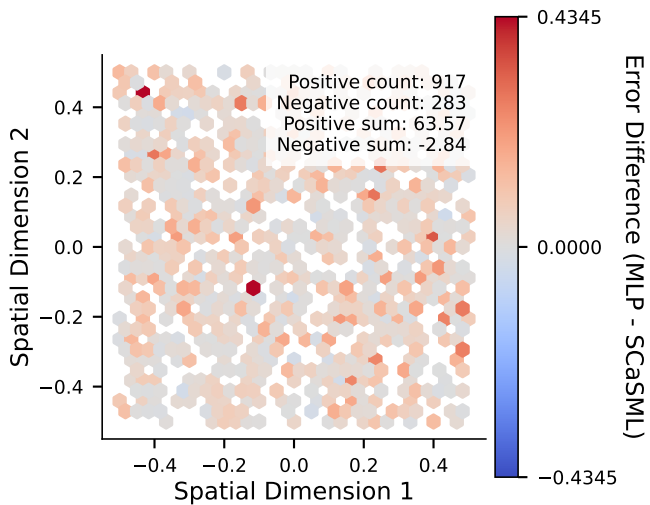 0.4345
Positive count: 917
Negative count: 283
Positive sum: 63.57
Negative sum: -2.84
0.4
0.2
0.0
−0.2
−0.4
Spatial Dimension 2
−0.4
−0.2
0.0
0.2
0.4
Spatial Dimension 1
0.0000
−0.4345
Error Difference (MLP - SCaSML)